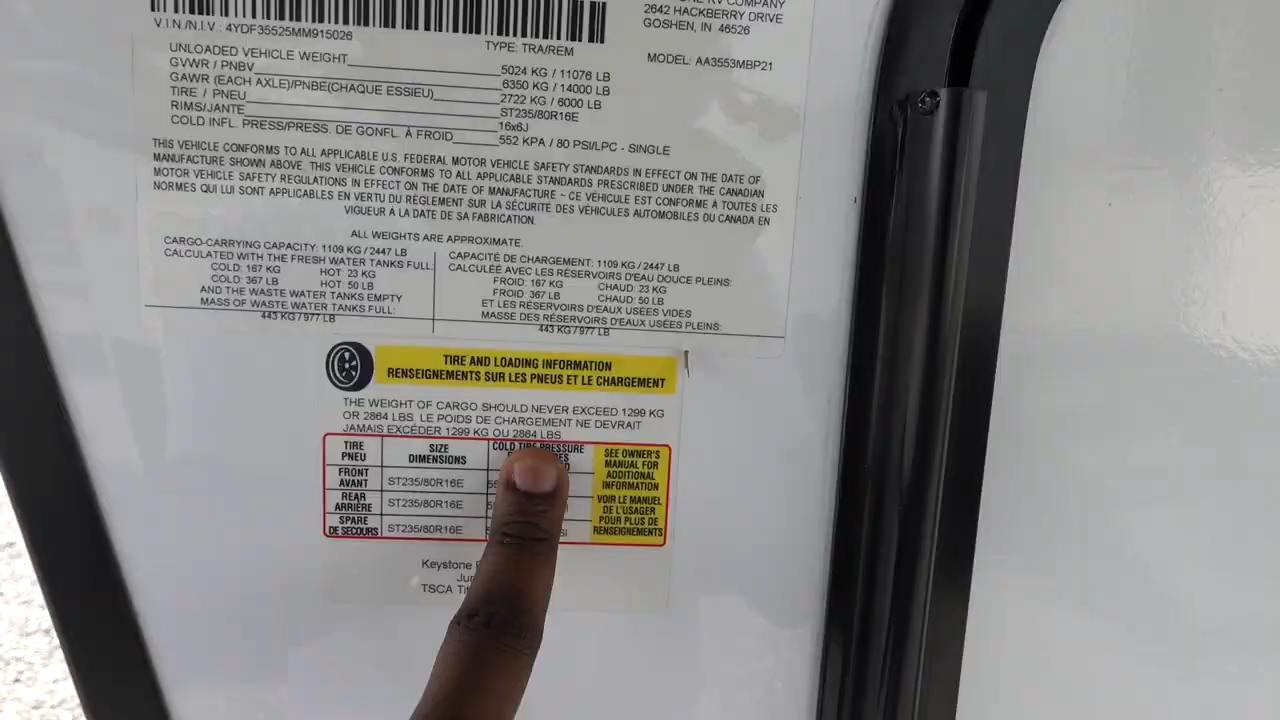 RV COMPANY
2642 HACKBERRY DRIVE
GOSHEN, IN 46526
V.I.N./N.I.V.: 4YDF35525MM915026
TYPE: TRA/REM
MODEL: AA3553MBP21
UNLOADED VEHICLE WEIGHT 5024 KG / 11076 LB
GVWR / PNBV 6350 KG / 14000 LB
GAWR (EACH AXLE)/PNBE(CHAQUE ESSIEU) 2722 KG / 6000 LB
TIRE / PNEU ST235/80R16E
RIMS/JANTE 16x6J
COLD INFL. PRESS/PRESS. DE GONFL. À FROID 552 KPA / 80 PSI/LPC - SINGLE
THIS VEHICLE CONFORMS TO ALL APPLICABLE U.S. FEDERAL MOTOR VEHICLE SAFETY STANDARDS IN EFFECT ON THE DATE OF
MANUFACTURE SHOWN ABOVE. THIS VEHICLE CONFORMS TO ALL APPLICABLE STANDARDS PRESCRIBED UNDER THE CANADIAN
MOTOR VEHICLE SAFETY REGULATIONS IN EFFECT ON THE DATE OF MANUFACTURE ~ CE VÉHICULE EST CONFORME À TOUTES LES
NORMES QUI LUI SONT APPLICABLES EN VERTU DU RÈGLEMENT SUR LA SÉCURITÉ DES VÉHICULES AUTOMOBILES DU CANADA EN
VIGUEUR À LA DATE DE SA FABRICATION.
ALL WEIGHTS ARE APPROXIMATE.
CARGO-CARRYING CAPACITY: 1109 KG / 2447 LB
CALCULATED WITH THE FRESH WATER TANKS FULL:
COLD: 167 KG HOT: 23 KG
COLD: 367 LB HOT: 50 LB
AND THE WASTE WATER TANKS EMPTY
MASS OF WASTE WATER TANKS FULL:
443 KG / 977 LB
CAPACITÉ DE CHARGEMENT: 1109 KG / 2447 LB
CALCULÉE AVEC LES RÉSERVOIRS D'EAU DOUCE PLEINS:
FROID: 167 KG CHAUD: 23 KG
FROID: 367 LB CHAUD: 50 LB
ET LES RÉSERVOIRS D'EAUX USÉES VIDES
MASSE DES RÉSERVOIRS D'EAUX USÉES PLEINS:
443 KG / 977 LB
TIRE AND LOADING INFORMATION
RENSEIGNEMENTS SUR LES PNEUS ET LE CHARGEMENT
THE WEIGHT OF CARGO SHOULD NEVER EXCEED 1299 KG
OR 2864 LBS. LE POIDS DE CHARGEMENT NE DEVRAIT
JAMAIS EXCÉDER 1299 KG OU 2864 LBS.
TIRE
PNEU
SIZE
DIMENSIONS
COLD TIRE PRESSURE
FRONT
AVANT
ST235/80R16E
REAR
ARRIÈRE
ST235/80R16E
SPARE
DE SECOURS
ST235/80R16E
SEE OWNER'S
MANUAL FOR
ADDITIONAL
INFORMATION
VOIR LE MANUEL
DE L'USAGER
POUR PLUS DE
RENSEIGNEMENTS
Keystone
TSCA